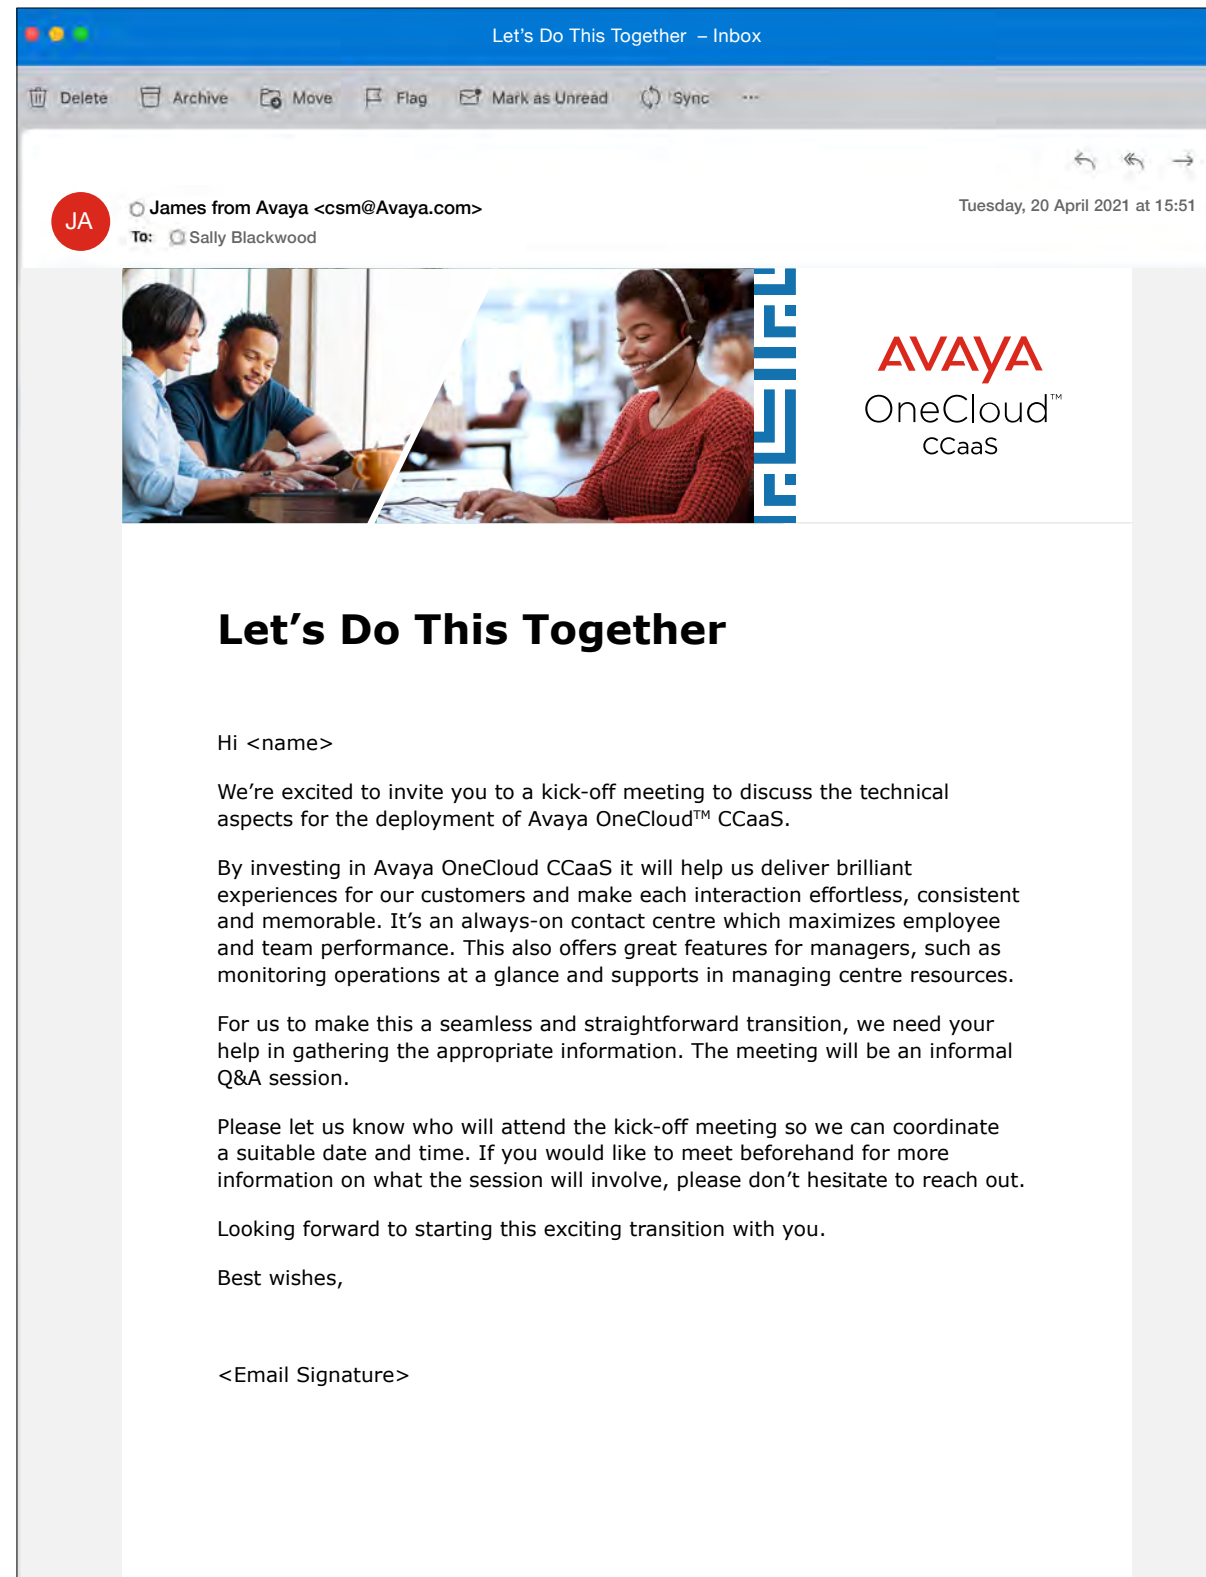 Let's Do This Together – Inbox
Delete Archive Move Flag Mark as Unread Sync ...
JA
James from Avaya <csm@Avaya.com>
Tuesday, 20 April 2021 at 15:51
To: Sally Blackwood
AVAYA
OneCloud™
CCaaS
Let's Do This Together
Hi <name>
We're excited to invite you to a kick-off meeting to discuss the technical
aspects for the deployment of Avaya OneCloud™ CCaaS.
By investing in Avaya OneCloud CCaaS it will help us deliver brilliant
experiences for our customers and make each interaction effortless, consistent
and memorable. It's an always-on contact centre which maximizes employee
and team performance. This also offers great features for managers, such as
monitoring operations at a glance and supports in managing centre resources.
For us to make this a seamless and straightforward transition, we need your
help in gathering the appropriate information. The meeting will be an informal
Q&A session.
Please let us know who will attend the kick-off meeting so we can coordinate
a suitable date and time. If you would like to meet beforehand for more
information on what the session will involve, please don't hesitate to reach out.
Looking forward to starting this exciting transition with you.
Best wishes,
<Email Signature>